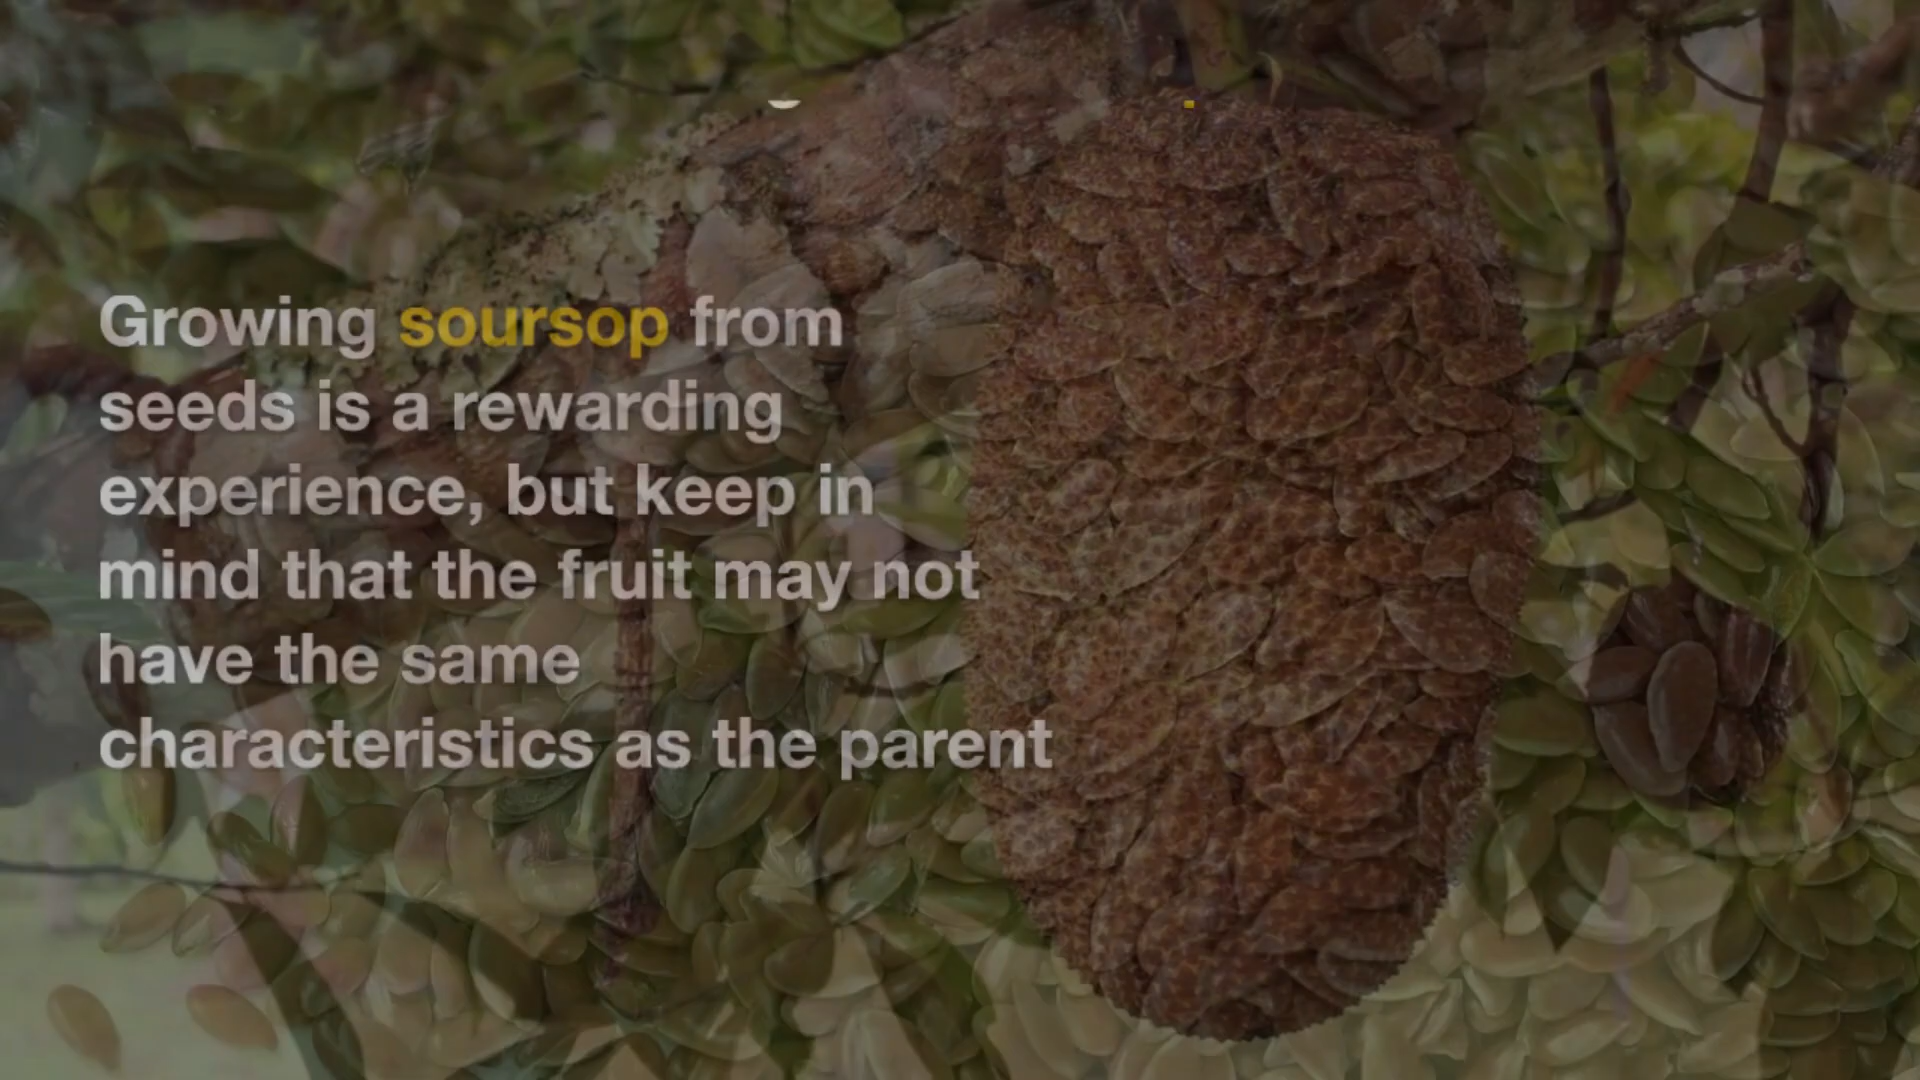 Growing soursop from
seeds is a rewarding
experience, but keep in
mind that the fruit may not
have the same
characteristics as the parent